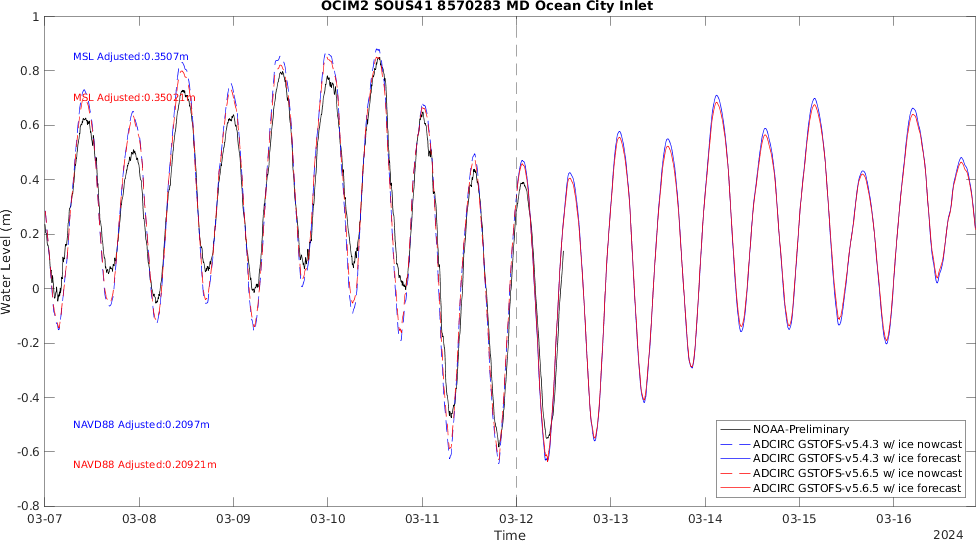 OCIM2 SOUS41 8570283 MD Ocean City Inlet
1
0.8
0.6
0.4
0.2
0
-0.2
-0.4
-0.6
-0.8
Water Level (m)
MSL Adjusted:0.3507m
MSL Adjusted:0.35021m
NAVD88 Adjusted:0.2097m
NAVD88 Adjusted:0.20921m
NOAA-Preliminary
ADCIRC GSTOFS-v5.4.3 w/ ice nowcast
ADCIRC GSTOFS-v5.4.3 w/ ice forecast
ADCIRC GSTOFS-v5.6.5 w/ ice nowcast
ADCIRC GSTOFS-v5.6.5 w/ ice forecast
03-07 03-08 03-09 03-10 03-11 03-12 03-13 03-14 03-15 03-16
Time
2024